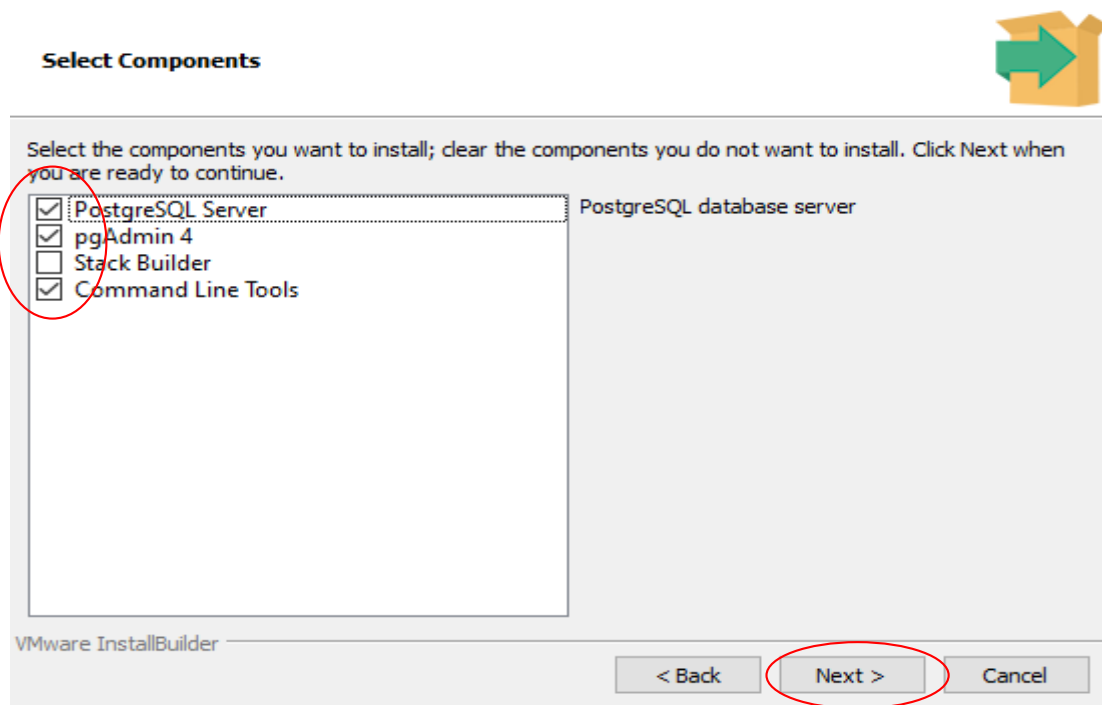 Select Components
Select the components you want to install; clear the components you do not want to install. Click Next when
you are ready to continue.
PostgreSQL Server
PostgreSQL database server
pgAdmin 4
Stack Builder
Command Line Tools
VMware InstallBuilder
< Back
Next >
Cancel